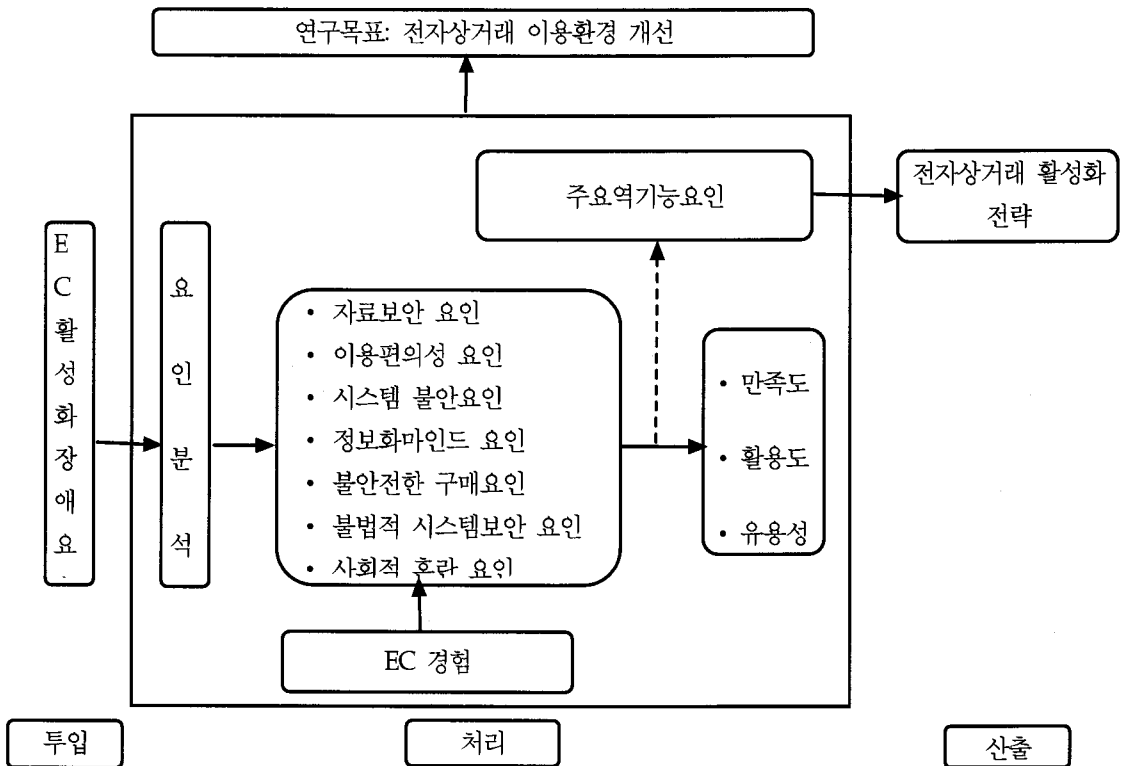 연구목표: 전자상거래 이용환경 개선
주요역기능요인
전자상거래 활성화
전략
E
C
활
성
화
장
애
요
요
인
분
석
• 자료보안 요인
• 이용편의성 요인
• 시스템 불안요인
• 정보화마인드 요인
• 불안전한 구매요인
• 불법적 시스템보안 요인
• 사회적 혼란 요인
• 만족도
• 활용도
• 유용성
EC 경험
투입
처리
산출